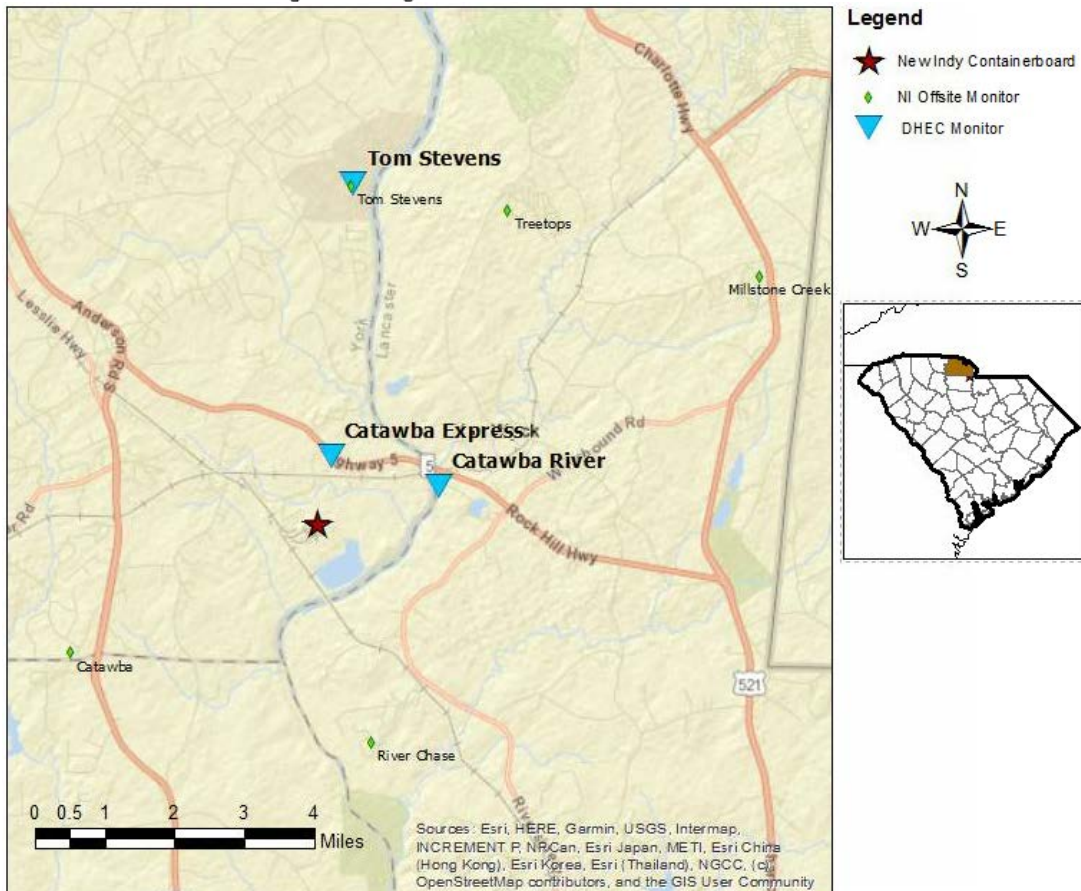 Legend
New Indy Containerboard
NI Offsite Monitor
DHEC Monitor
N
W E
S
Charlotte Hwy
Tom Stevens
Tom Stevens
Treetops
Millstone Creek
York
Lancaster
Lesslie Hwy
Anderson Rd S
Catawba Express
Catawba River
5
Rock Hill Hwy
Catawba
521
River Chase
0 0.5 1 2 3 4
Miles
Sources: Esri, HERE, Garmin, USGS, Intermap,
INCREMENT P, NRCan, Esri Japan, METI, Esri China
(Hong Kong), Esri Korea, Esri (Thailand), NGCC, (c)
OpenStreetMap contributors, and the GIS User Community